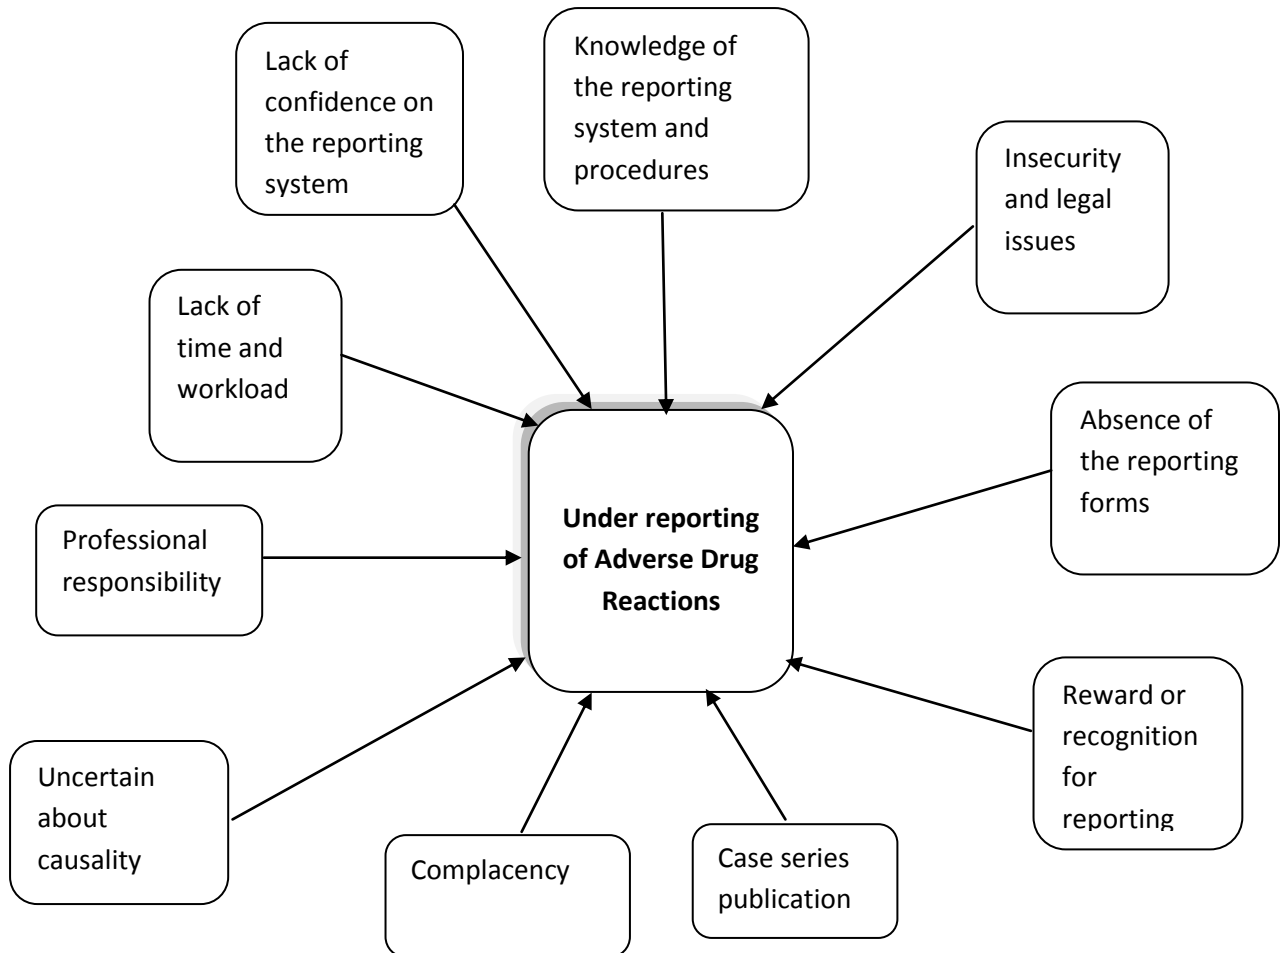 Lack of
confidence on
the reporting
system
Knowledge of
the reporting
system and
procedures
Insecurity
and legal
issues
Lack of
time and
workload
Absence of
the reporting
forms
Professional
responsibility
Under reporting
of Adverse Drug
Reactions
Reward or
recognition
for
reporting
Uncertain
about
causality
Complacency
Case series
publication